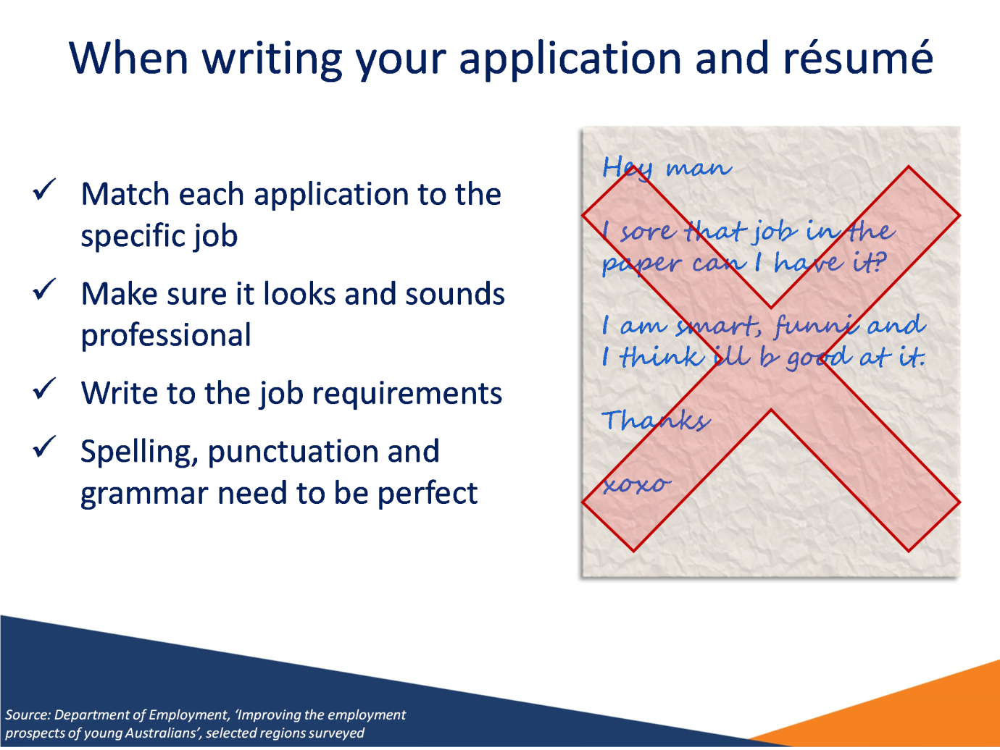 When writing your application and résumé
✓ Match each application to the
specific job
✓ Make sure it looks and sounds
professional
✓ Write to the job requirements
✓ Spelling, punctuation and
grammar need to be perfect
Hey man
I sore that job in the
paper can I have it?
I am smart, funni and
I think ill b good at it.
Thanks
xoxo
Source: Department of Employment, ‘Improving the employment
prospects of young Australians’, selected regions surveyed